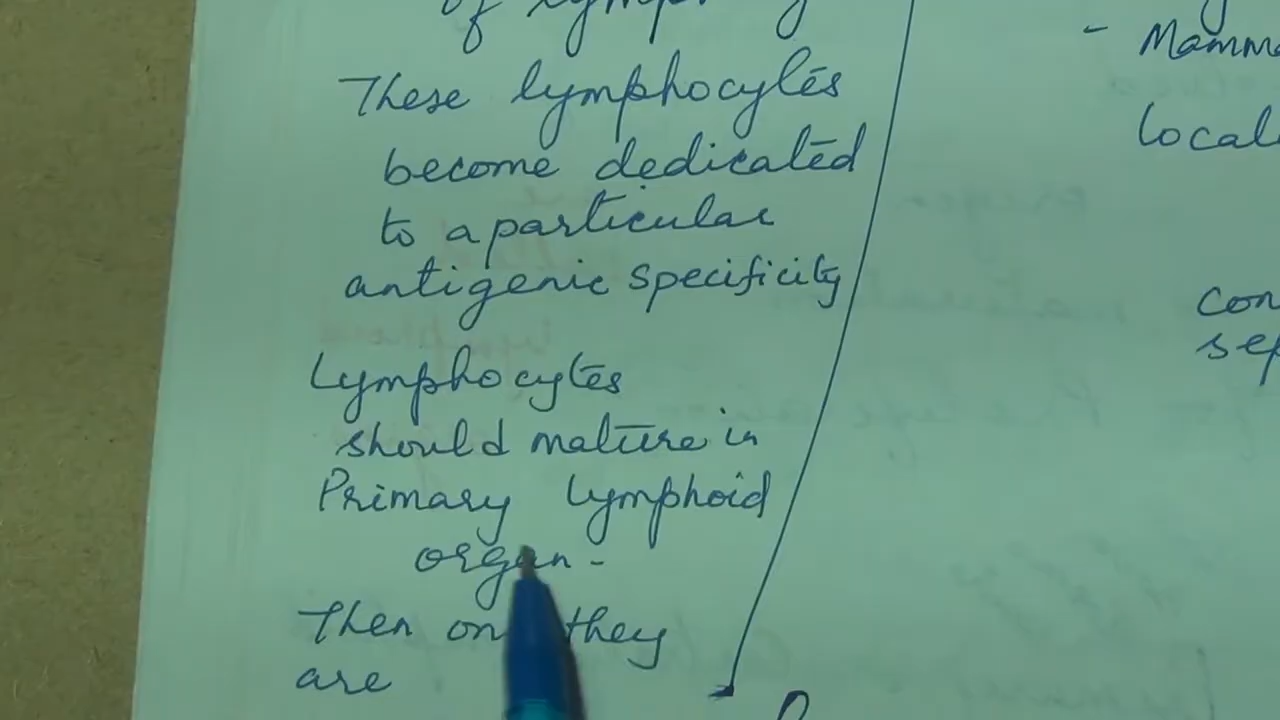 of
These lymphocytes
become dedicated
to a particular
antigenic specificity
Lymphocytes
should mature in
Primary lymphoid
organ -
Then they
are
- Mamm
local
con
sep